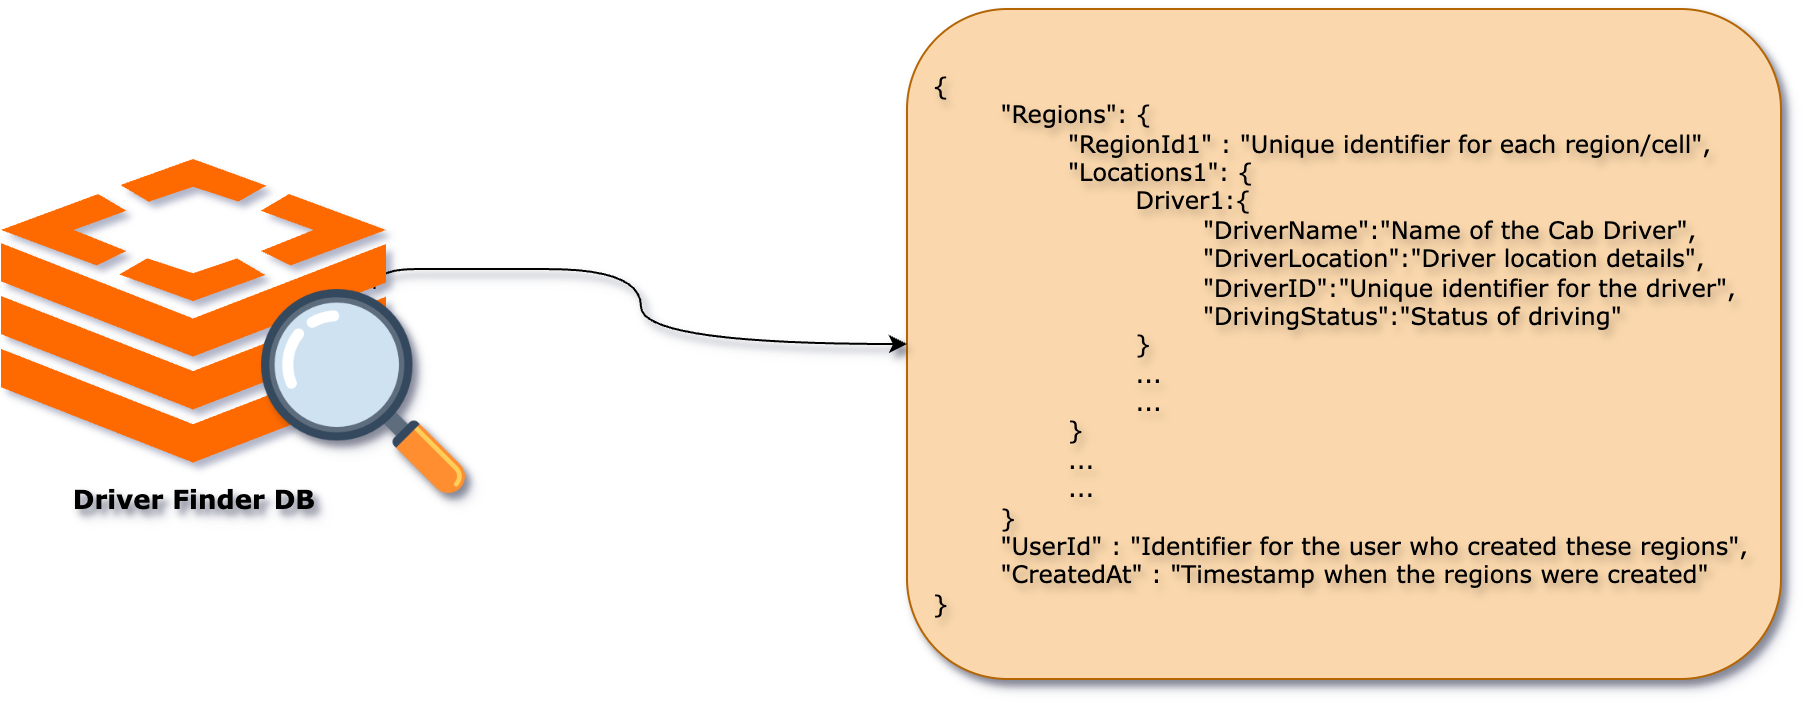 {
"Regions": {
"RegionId1" : "Unique identifier for each region/cell",
"Locations1": {
Driver1:{
"DriverName":"Name of the Cab Driver",
"DriverLocation":"Driver location details",
"DriverID":"Unique identifier for the driver",
"DrivingStatus":"Status of driving"
}
...
...
}
...
...
}
"UserId" : "Identifier for the user who created these regions",
"CreatedAt" : "Timestamp when the regions were created"
}
Driver Finder DB